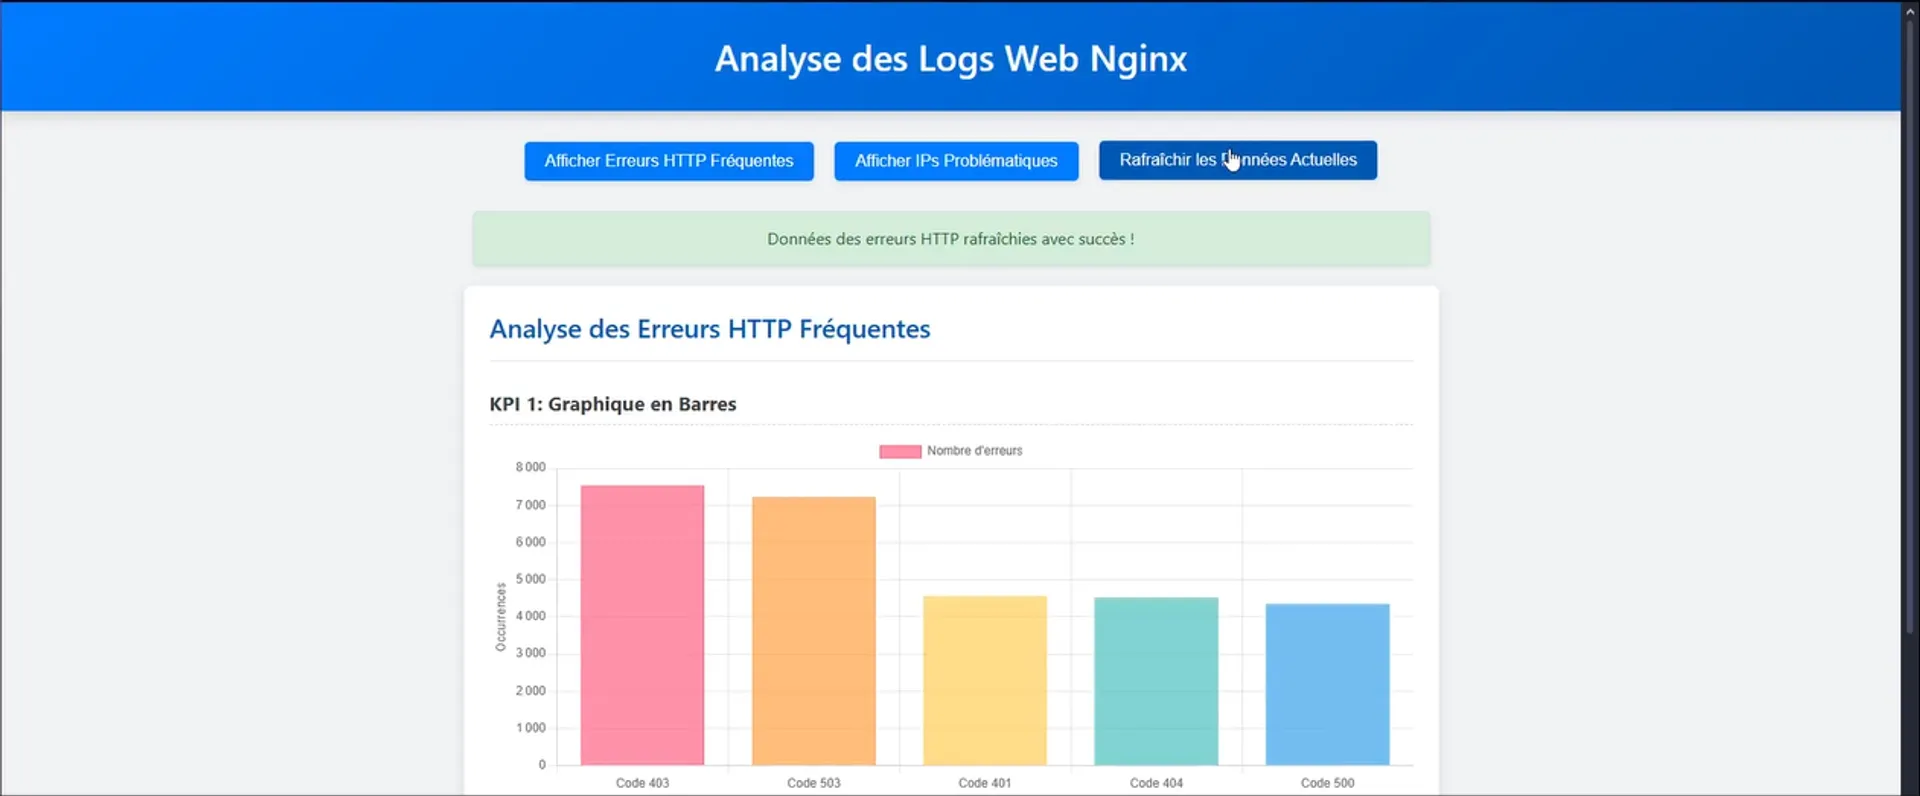 Analyse des Logs Web Nginx
Afficher Erreurs HTTP Fréquentes
Afficher IPs Problématiques
Rafraîchir les Données Actuelles
Données des erreurs HTTP rafraîchies avec succès !
Analyse des Erreurs HTTP Fréquentes
KPI 1: Graphique en Barres
Nombre d'erreurs
Occurrences
8 000
7 000
6 000
5 000
4 000
3 000
2 000
1 000
0
Code 403
Code 503
Code 401
Code 404
Code 500